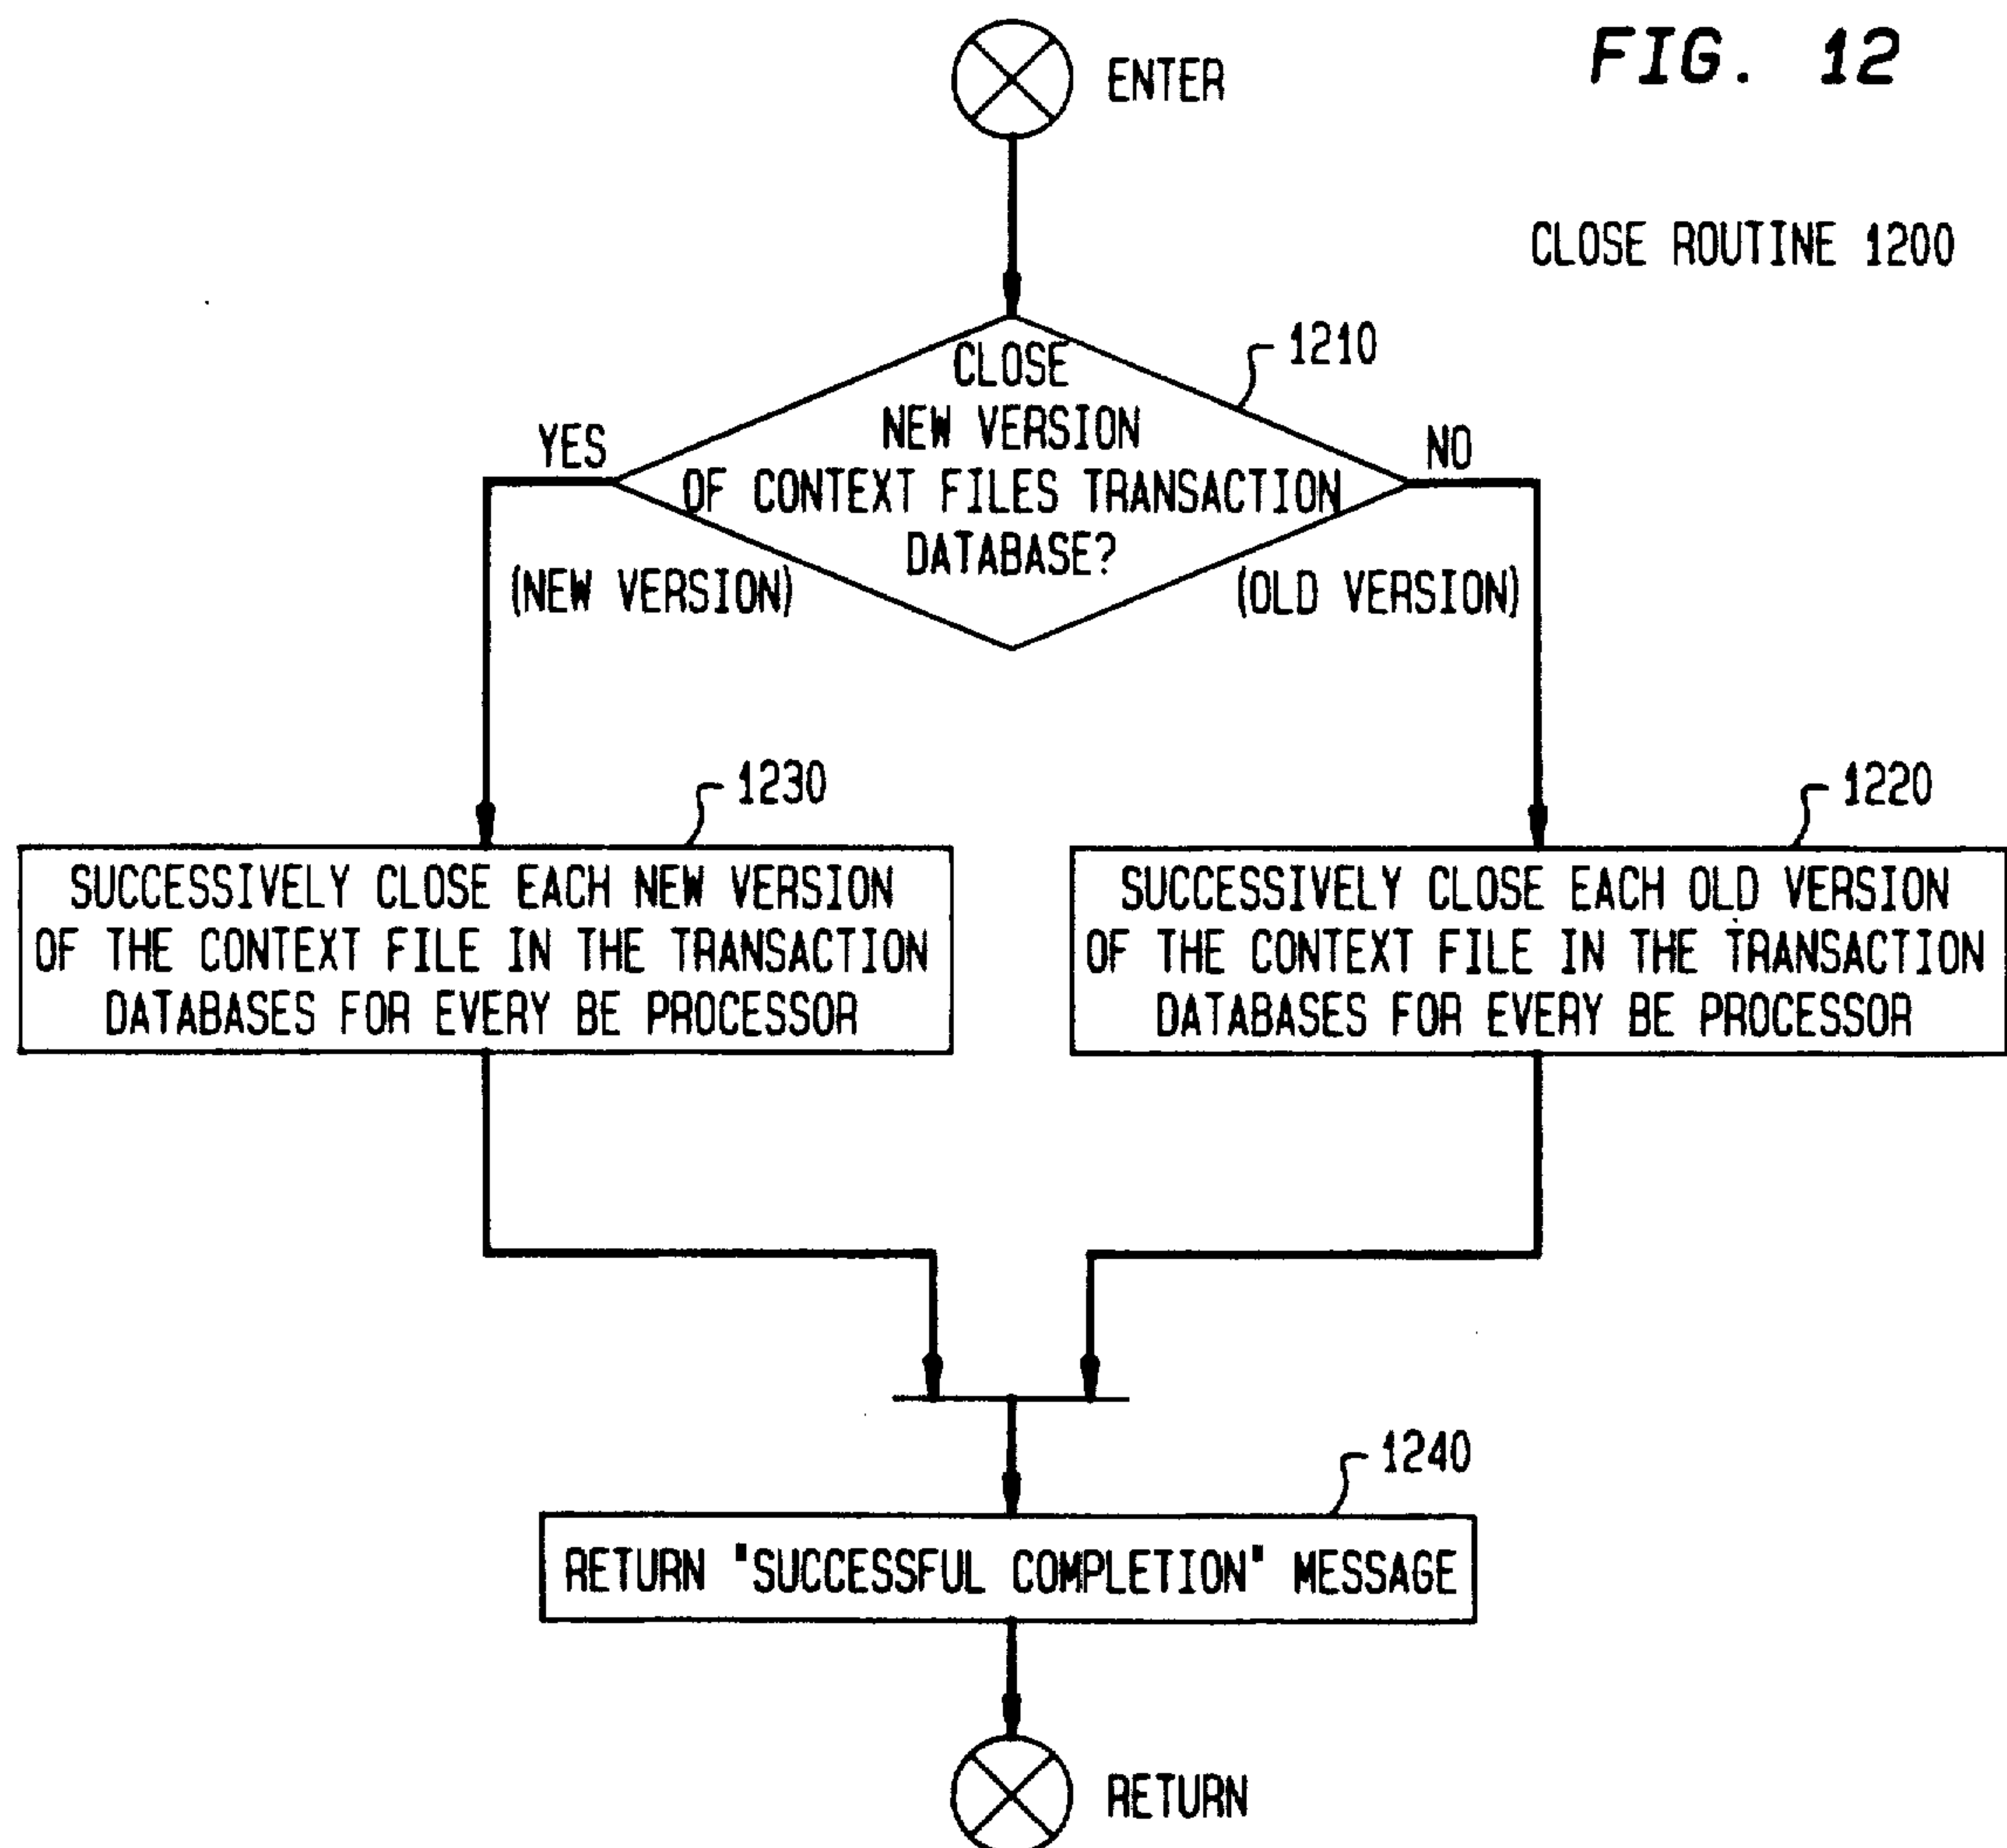 FIG. 12
ENTER
CLOSE ROUTINE 1200
1210
CLOSE
NEW VERSION
OF CONTEXT FILES TRANSACTION
DATABASE?
YES
NO
(NEW VERSION)
(OLD VERSION)
1230
SUCCESSIVELY CLOSE EACH NEW VERSION
OF THE CONTEXT FILE IN THE TRANSACTION
DATABASES FOR EVERY BE PROCESSOR
1220
SUCCESSIVELY CLOSE EACH OLD VERSION
OF THE CONTEXT FILE IN THE TRANSACTION
DATABASES FOR EVERY BE PROCESSOR
1240
RETURN "SUCCESSFUL COMPLETION" MESSAGE
RETURN